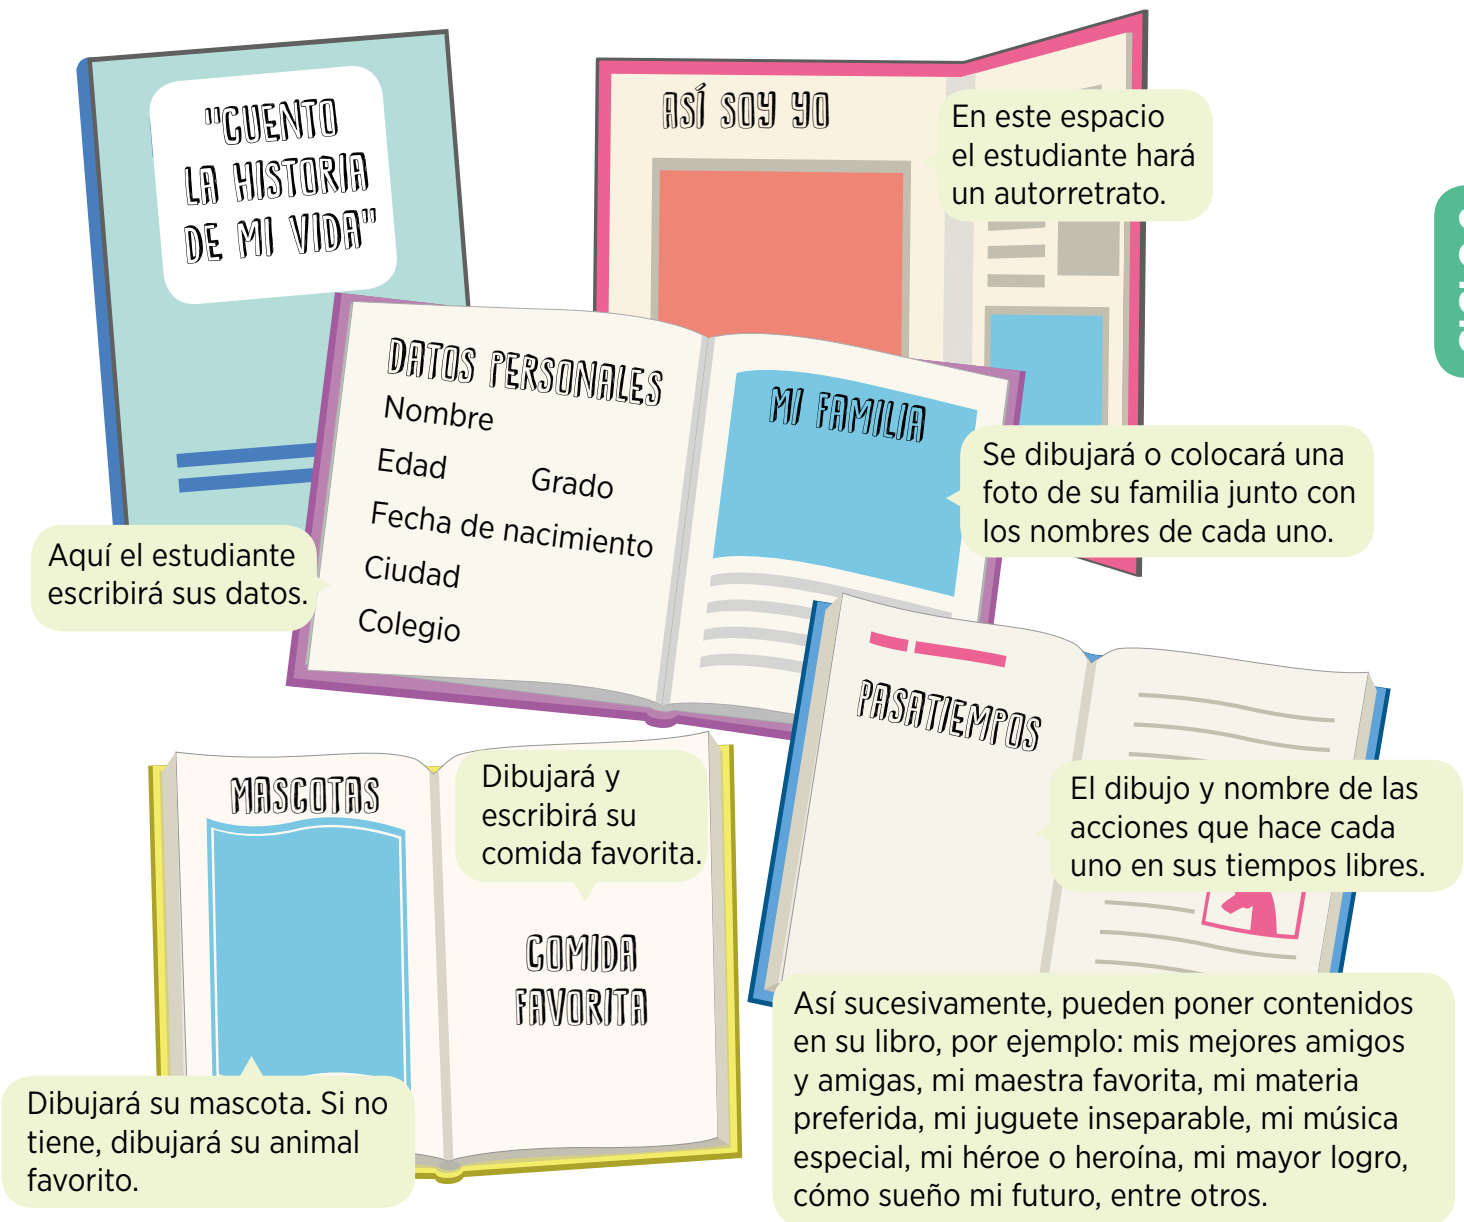 "CUENTO
LA HISTORIA
DE MI VIDA"
ASÍ SOY YO
En este espacio
el estudiante hará
un autorretrato.
DATOS PERSONALES
Nombre
Edad Grado
Fecha de nacimiento
Ciudad
Colegio
Aquí el estudiante
escribirá sus datos.
MI FAMILIA
Se dibujará o colocará una
foto de su familia junto con
los nombres de cada uno.
PASATIEMPOS
El dibujo y nombre de las
acciones que hace cada
uno en sus tiempos libres.
MASCOTAS
Dibujará y
escribirá su
comida favorita.
COMIDA
FAVORITA
Dibujará su mascota. Si no
tiene, dibujará su animal
favorito.
Así sucesivamente, pueden poner contenidos
en su libro, por ejemplo: mis mejores amigos
y amigas, mi maestra favorita, mi materia
preferida, mi juguete inseparable, mi música
especial, mi héroe o heroína, mi mayor logro,
cómo sueño mi futuro, entre otros.